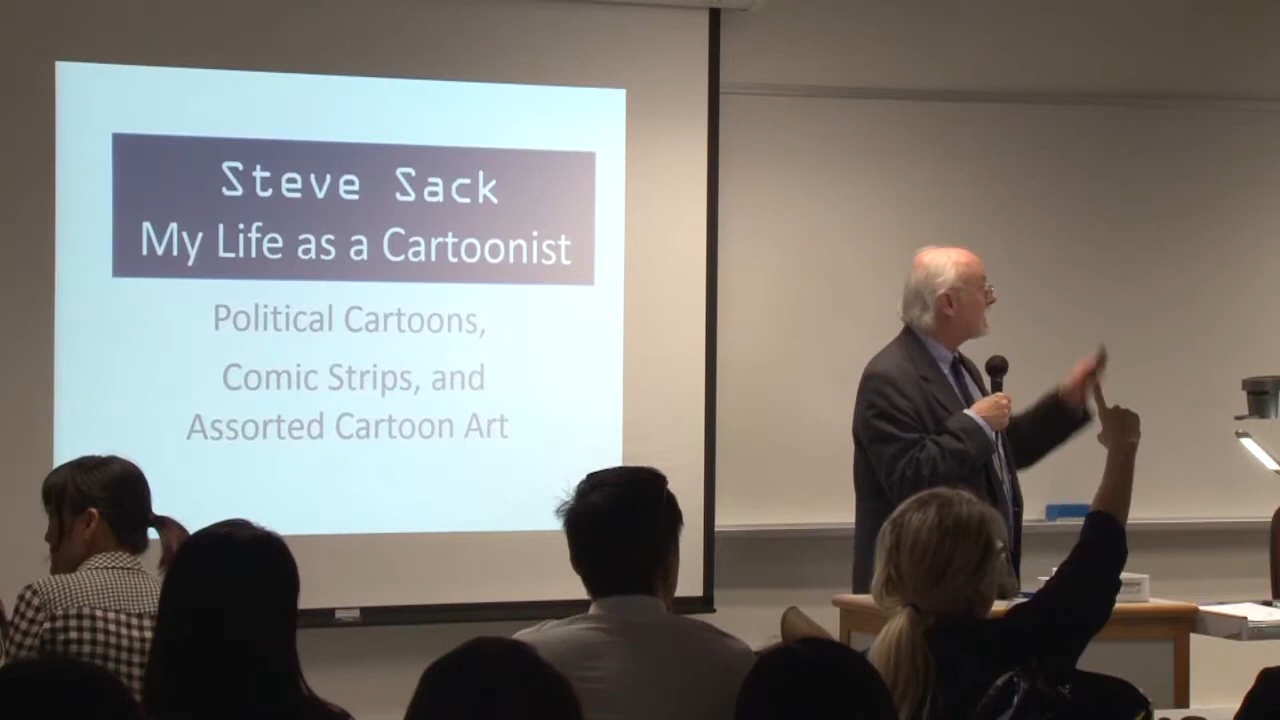 Steve Sack
My Life as a Cartoonist
Political Cartoons,
Comic Strips, and
Assorted Cartoon Art